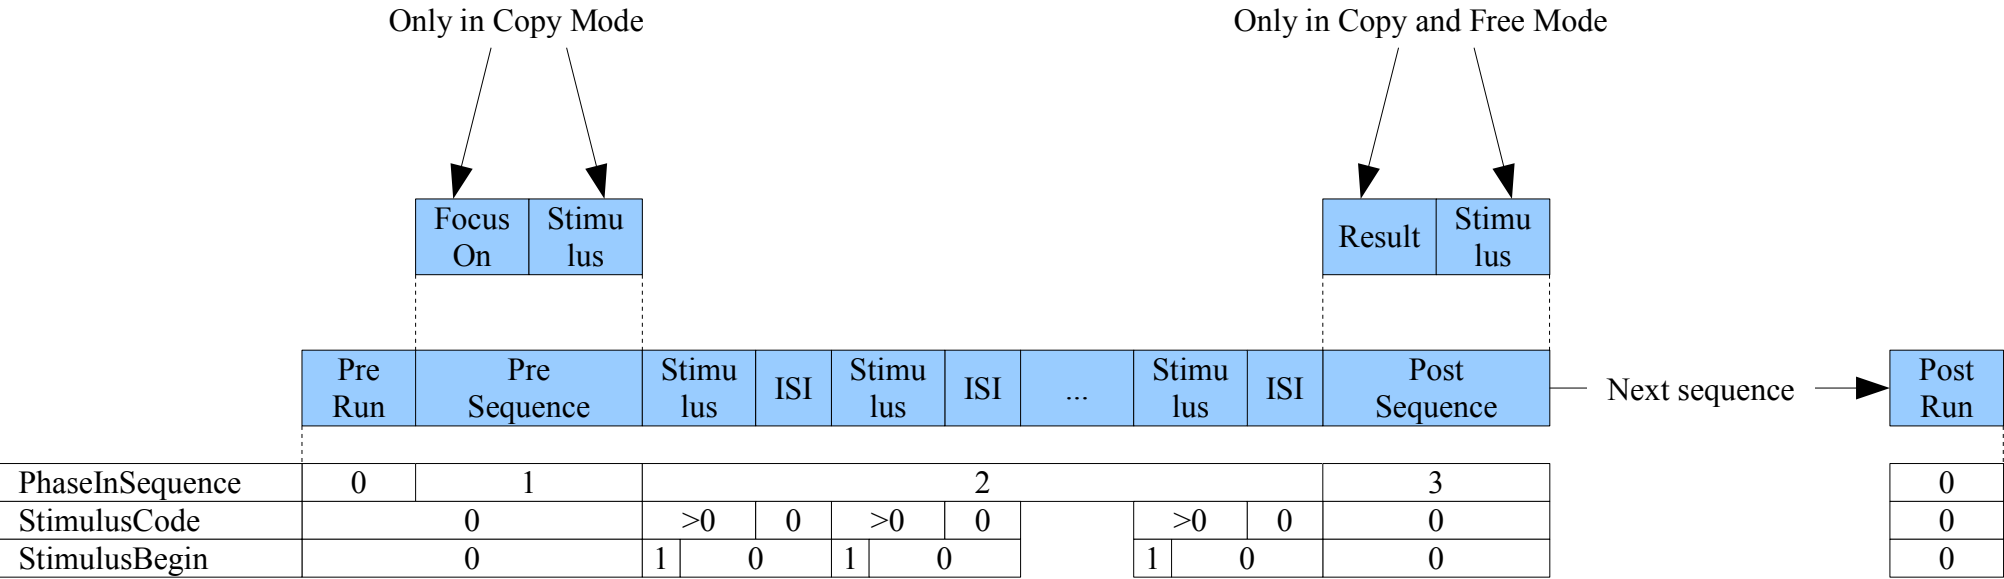 Only in Copy Mode
Only in Copy and Free Mode
Focus
On
Stimu
lus
Result
Stimu
lus
Pre
Run
Pre
Sequence
Stimu
lus
ISI
Stimu
lus
ISI
...
Stimu
lus
ISI
Post
Sequence
Next sequence
Post
Run
PhaseInSequence 0 1 2 3 0
StimulusCode 0 >0 0 >0 0 >0 0 0 0
StimulusBegin 0 1 0 1 0 1 0 0 0